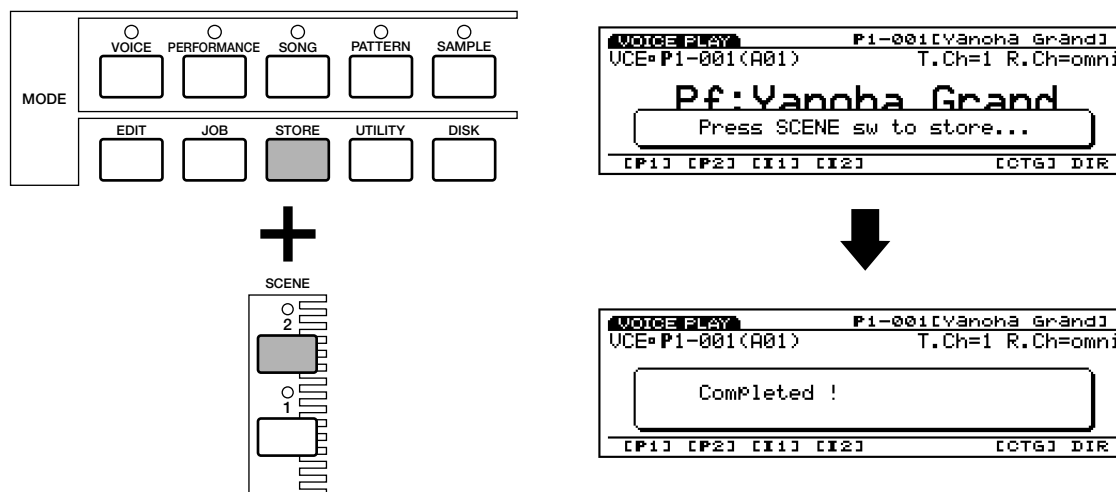 MODE
VOICE PERFORMANCE SONG PATTERN SAMPLE
EDIT JOB STORE UTILITY DISK
SCENE
2
1
VOICE PLAY P1-001[Yanoha Grand]
VCE P1-001(A01) T.Ch=1 R.Ch=omni
Pf:Yanoha Grand
Press SCENE sw to store...
[P1] [P2] [I1] [I2] [CTG] DIR
VOICE PLAY P1-001[Yanoha Grand]
VCE P1-001(A01) T.Ch=1 R.Ch=omni
Completed !
[P1] [P2] [I1] [I2] [CTG] DIR